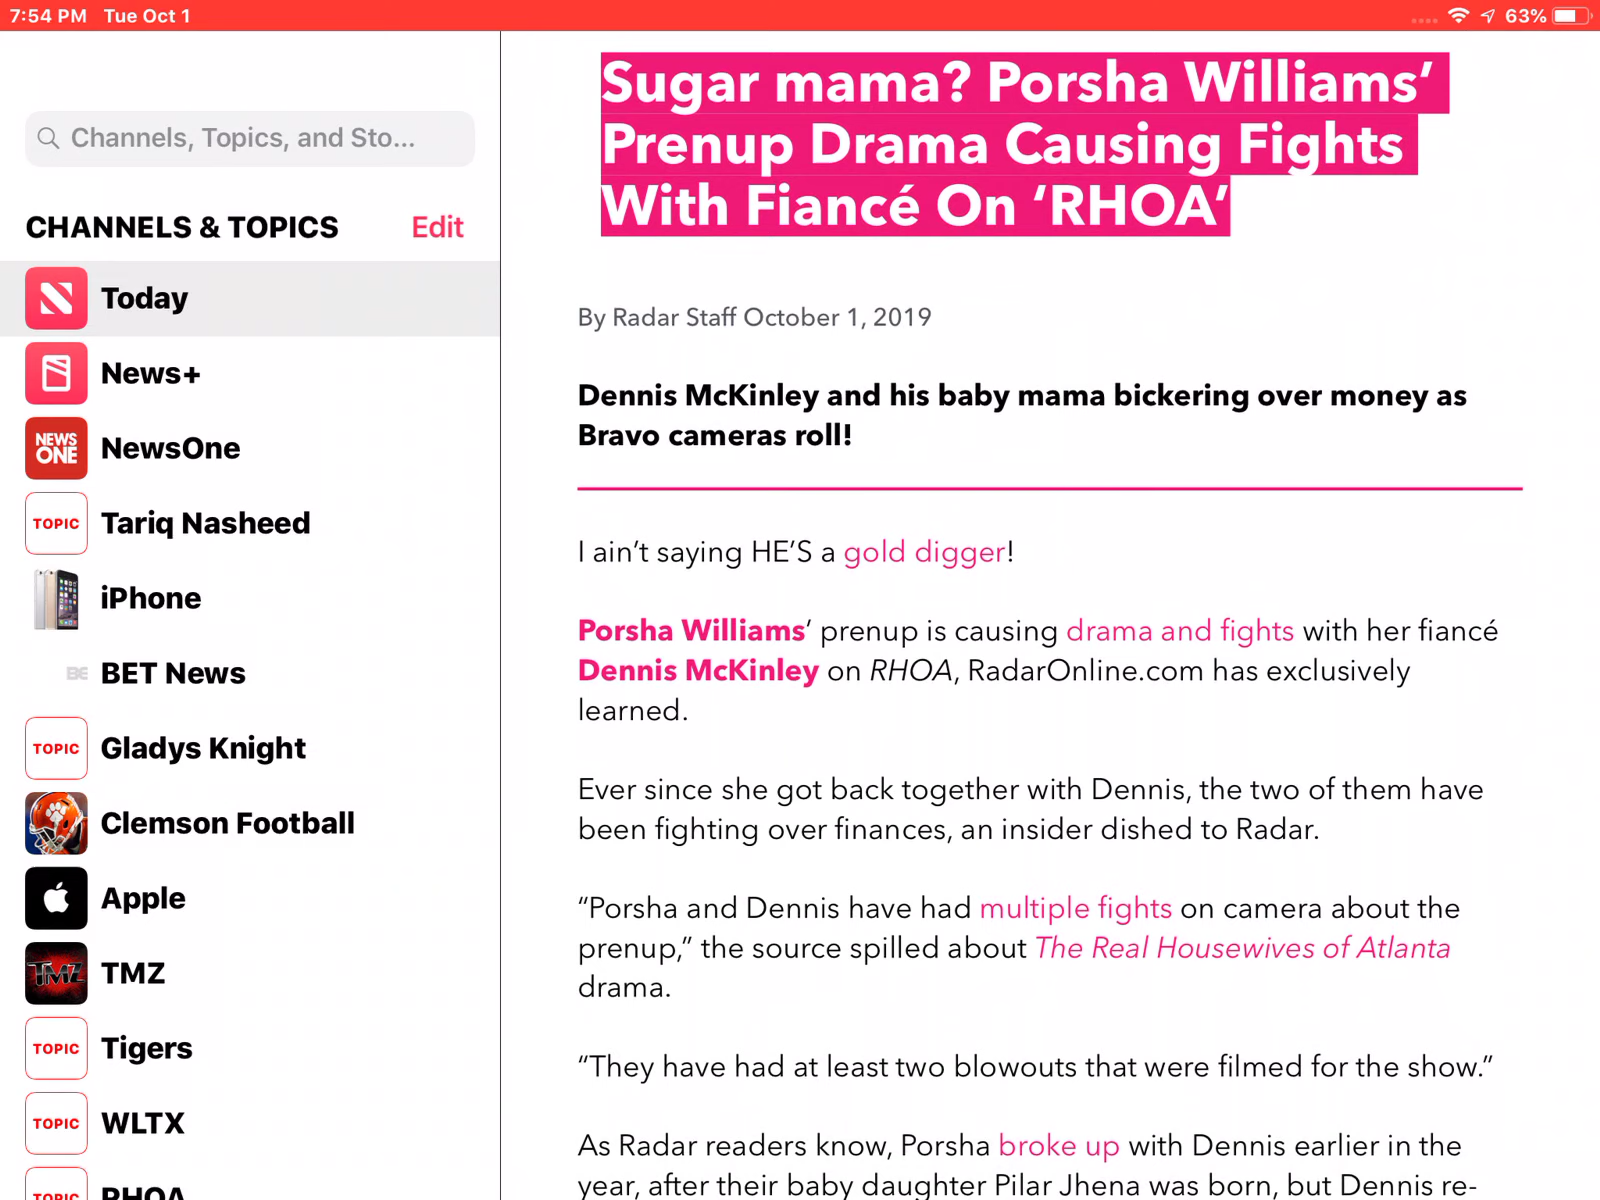 7:54 PM Tue Oct 1
63%
Channels, Topics, and Sto...
CHANNELS & TOPICS Edit
Today
News+
NEWS
ONE
NewsOne
TOPIC
Tariq Nasheed
iPhone
BE
BET News
TOPIC
Gladys Knight
Clemson Football
Apple
TMZ
TMZ
TOPIC
Tigers
TOPIC
WLTX
TOPIC
RHOA
Sugar mama? Porsha Williams’
Prenup Drama Causing Fights
With Fiancé On ‘RHOA’
By Radar Staff October 1, 2019
Dennis McKinley and his baby mama bickering over money as
Bravo cameras roll!
I ain’t saying HE’S a gold digger!
Porsha Williams’ prenup is causing drama and fights with her fiancé
Dennis McKinley on RHOA, RadarOnline.com has exclusively
learned.
Ever since she got back together with Dennis, the two of them have
been fighting over finances, an insider dished to Radar.
“Porsha and Dennis have had multiple fights on camera about the
prenup,” the source spilled about The Real Housewives of Atlanta
drama.
“They have had at least two blowouts that were filmed for the show.”
As Radar readers know, Porsha broke up with Dennis earlier in the
year, after their baby daughter Pilar Jhena was born, but Dennis re-